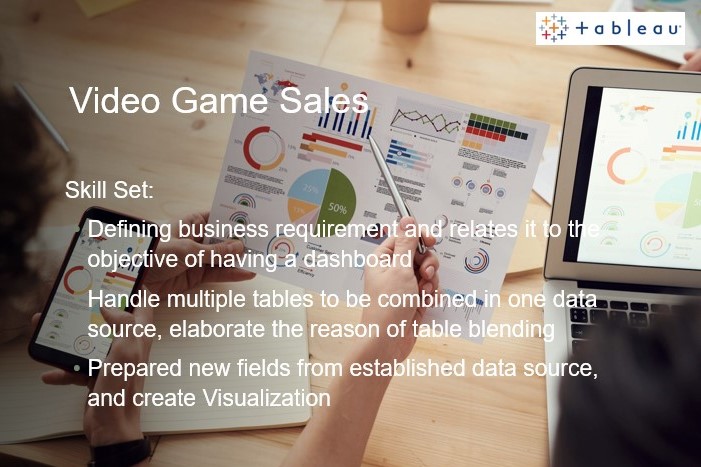 + a b l e a u
Video Game Sales
25%
50%
Skill Set:
Defining business requirement and relates it to the
objective of having a dashboard
Handle multiple tables to be combined in one data
source, elaborate the reason of table blending
Prepared new fields from established data source,
and create Visualization